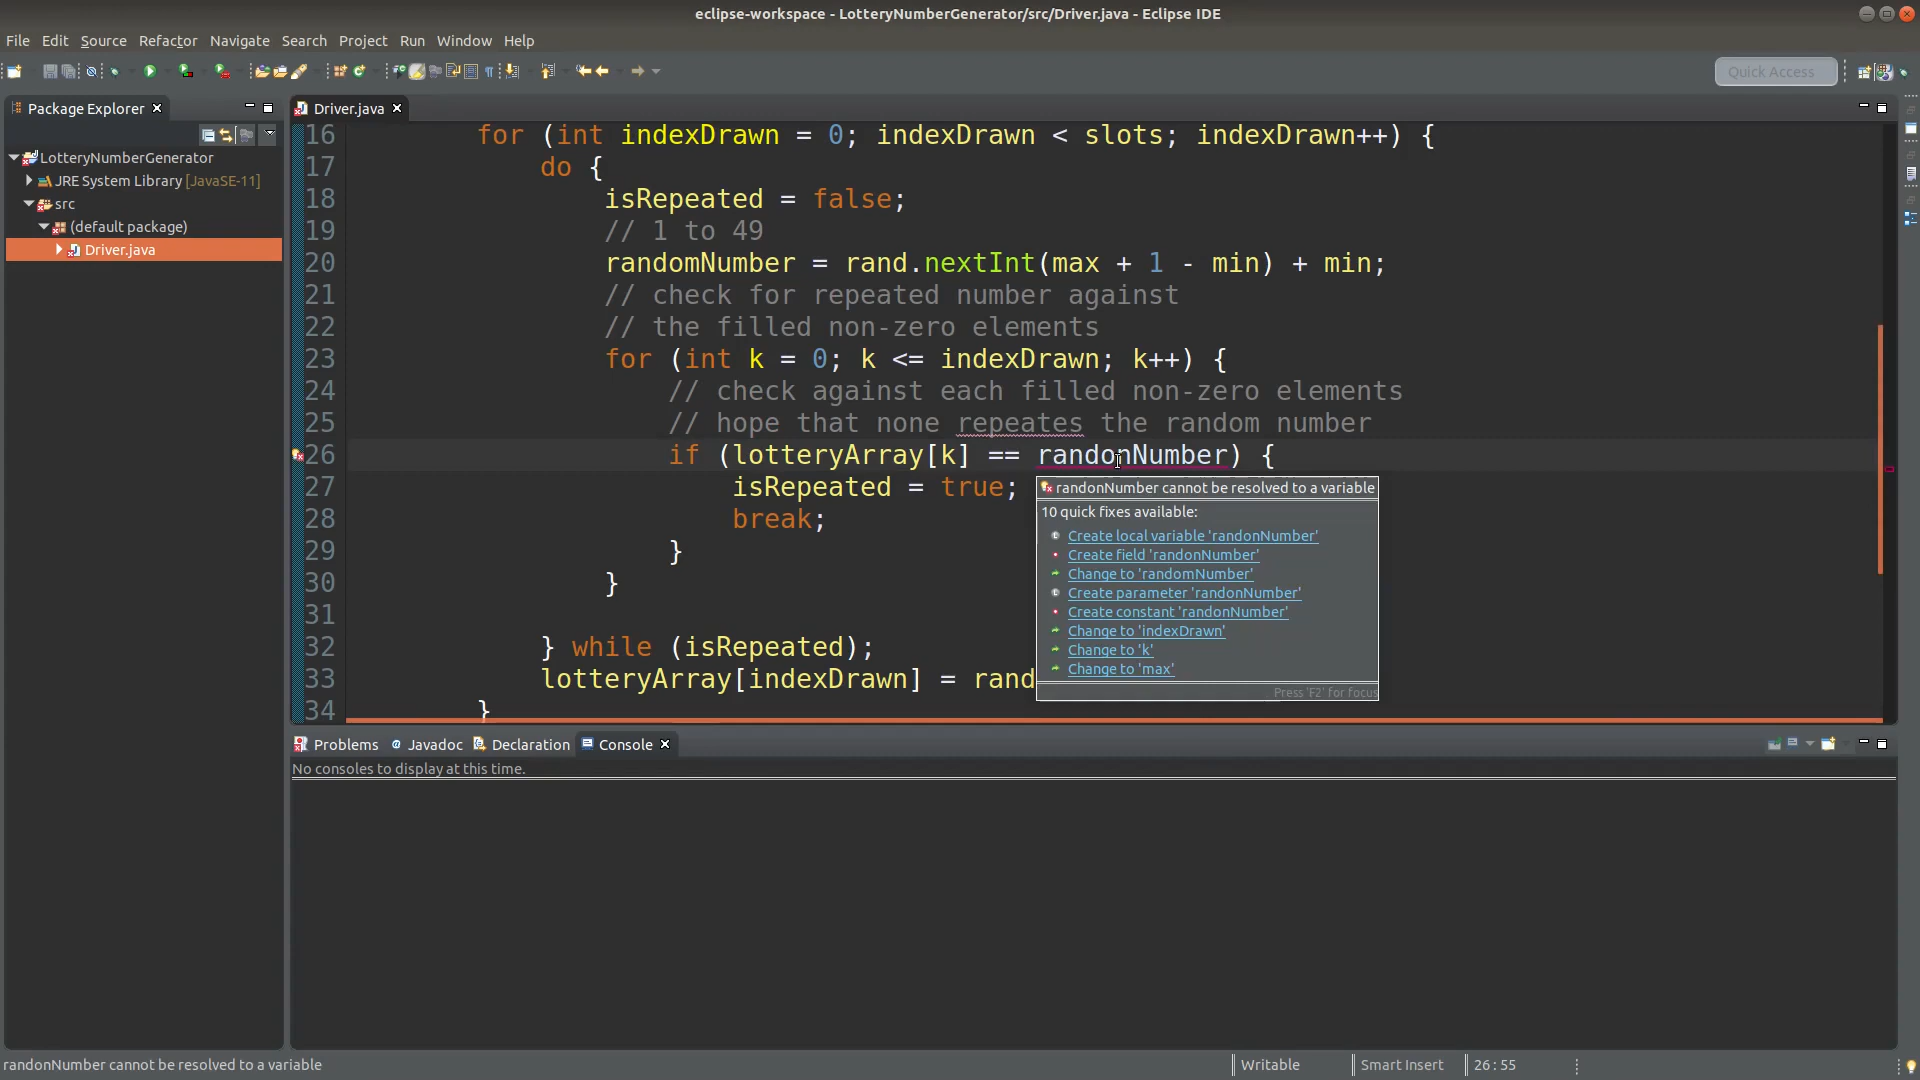 eclipse-workspace - LotteryNumberGenerator/src/Driver.java - Eclipse IDE
File Edit Source Refactor Navigate Search Project Run Window Help
Quick Access
Package Explorer
LotteryNumberGenerator
JRE System Library [JavaSE-11]
src
(default package)
Driver.java
Driver.java
16 for (int indexDrawn = 0; indexDrawn < slots; indexDrawn++) {
17 do {
18 isRepeated = false;
19 // 1 to 49
20 randomNumber = rand.nextInt(max + 1 - min) + min;
21 // check for repeated number against
22 // the filled non-zero elements
23 for (int k = 0; k <= indexDrawn; k++) {
24 // check against each filled non-zero elements
25 // hope that none repeates the random number
26 if (lotteryArray[k] == randonNumber) {
27 isRepeated = true;
28 break;
29 }
30 }
31
32 } while (isRepeated);
33 lotteryArray[indexDrawn] = rand
34 }
randonNumber cannot be resolved to a variable
10 quick fixes available:
Create local variable 'randonNumber'
Create field 'randonNumber'
Change to 'randomNumber'
Create parameter 'randonNumber'
Create constant 'randonNumber'
Change to 'indexDrawn'
Change to 'k'
Change to 'max'
Press 'F2' for focus
Problems Javadoc Declaration Console
No consoles to display at this time.
randonNumber cannot be resolved to a variable
Writable Smart Insert 26 : 55